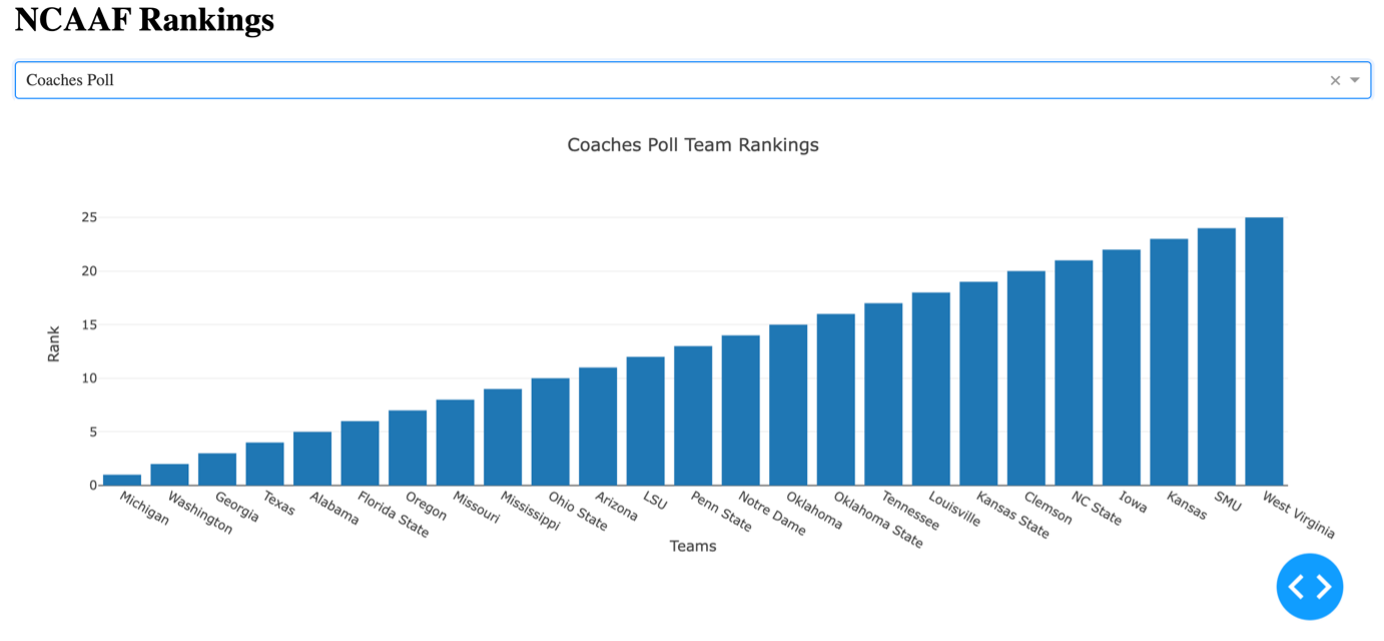 NCAAF Rankings
Coaches Poll
Coaches Poll Team Rankings
25
20
15
10
5
0
Rank
Michigan
Washington
Georgia
Texas
Alabama
Florida State
Oregon
Missouri
Mississippi
Ohio State
Arizona
LSU
Penn State
Notre Dame
Oklahoma
Oklahoma State
Tennessee
Louisville
Kansas State
Clemson
NC State
Iowa
Kansas
SMU
West Virginia
Teams